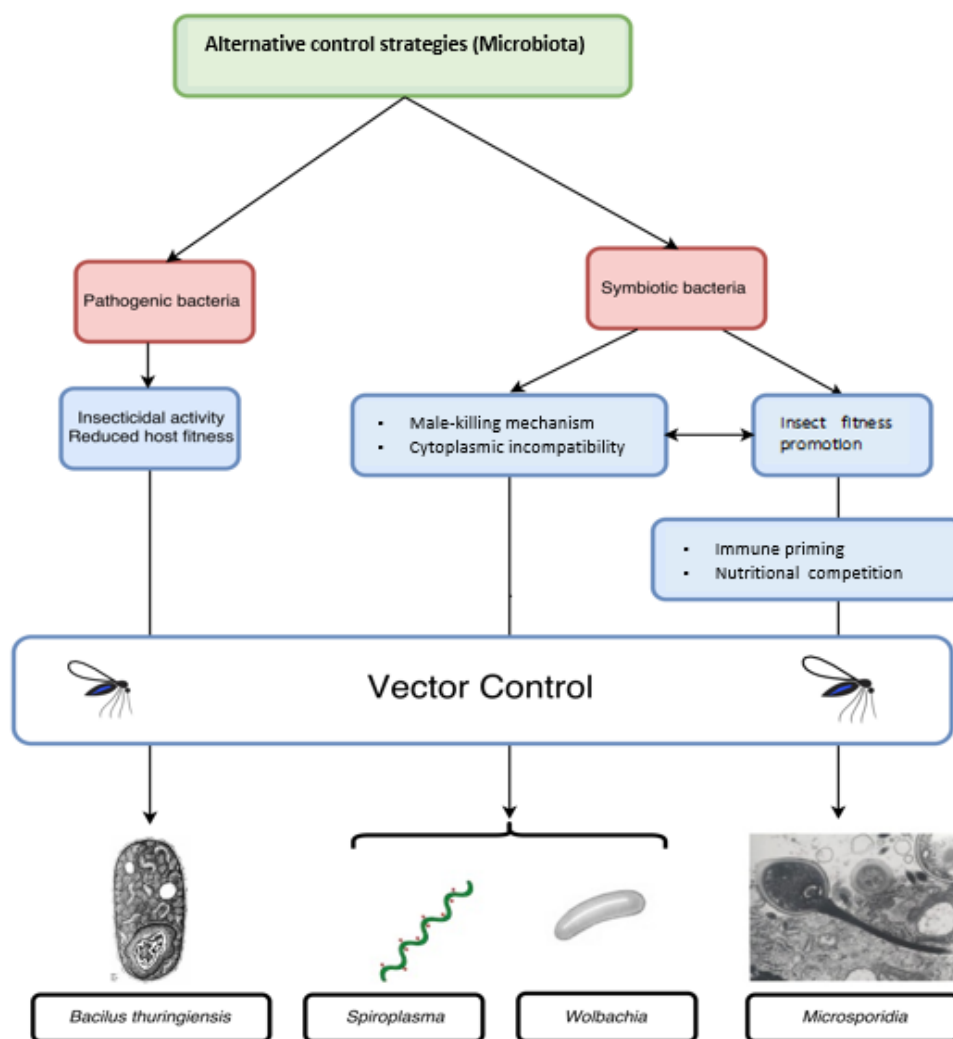 Alternative control strategies (Microbiota)
Pathogenic bacteria
Symbiotic bacteria
Insecticidal activity
Reduced host fitness
▪ Male-killing mechanism
▪ Cytoplasmic incompatibility
Insect fitness
promotion
▪ Immune priming
▪ Nutritional competition
Vector Control
Bacilus thuringiensis
Spiroplasma
Wolbachia
Microsporidia